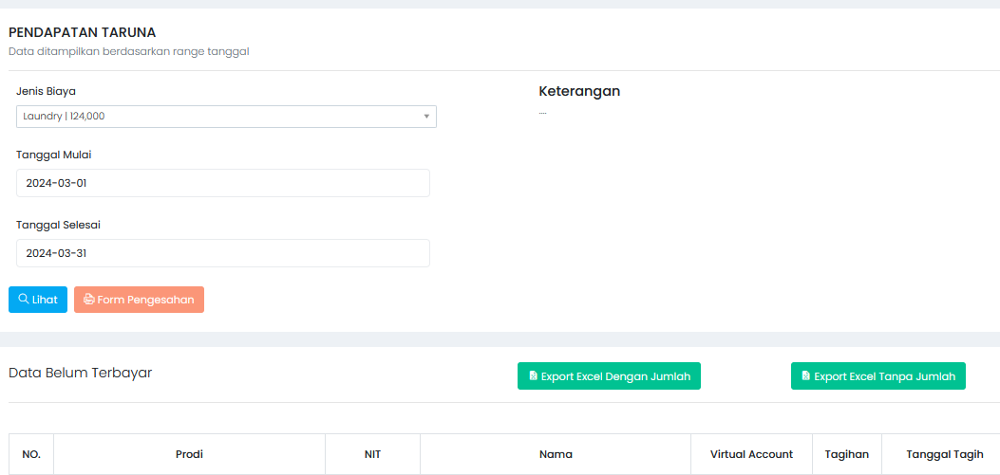 PENDAPATAN TARUNA
Data ditampilkan berdasarkan range tanggal
Jenis Biaya
Laundry | 124,000
Tanggal Mulai
2024-03-01
Tanggal Selesai
2024-03-31
Lihat
Form Pengesahan
Keterangan
....
Data Belum Terbayar
Export Excel Dengan Jumlah
Export Excel Tanpa Jumlah
NO. Prodi NIT Nama Virtual Account Tagihan Tanggal Tagih